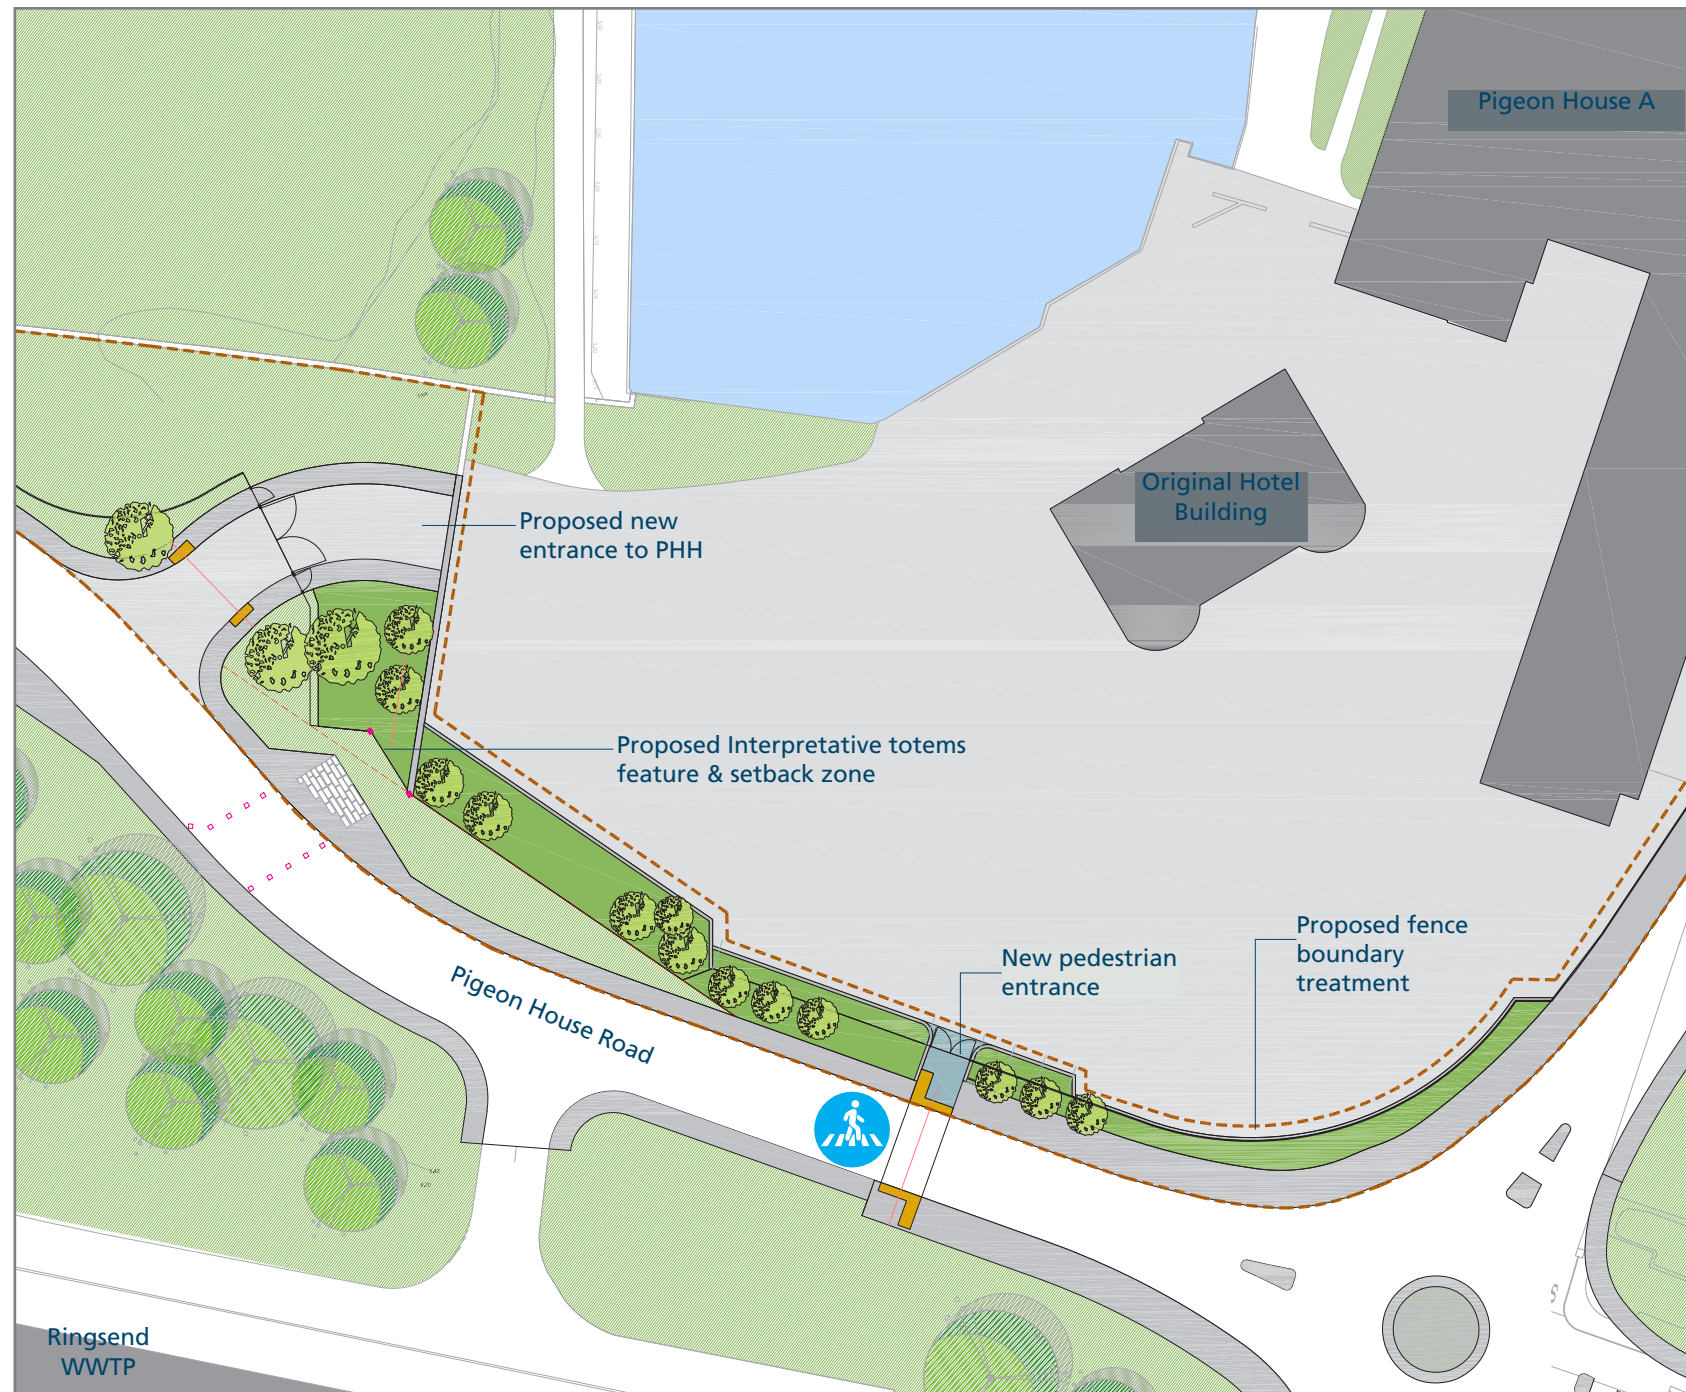 Pigeon House A
Original Hotel
Building
Proposed new
entrance to PHH
Proposed Interpretative totems
feature & setback zone
Proposed fence
boundary
treatment
New pedestrian
entrance
Pigeon House Road
Ringsend
WWTP